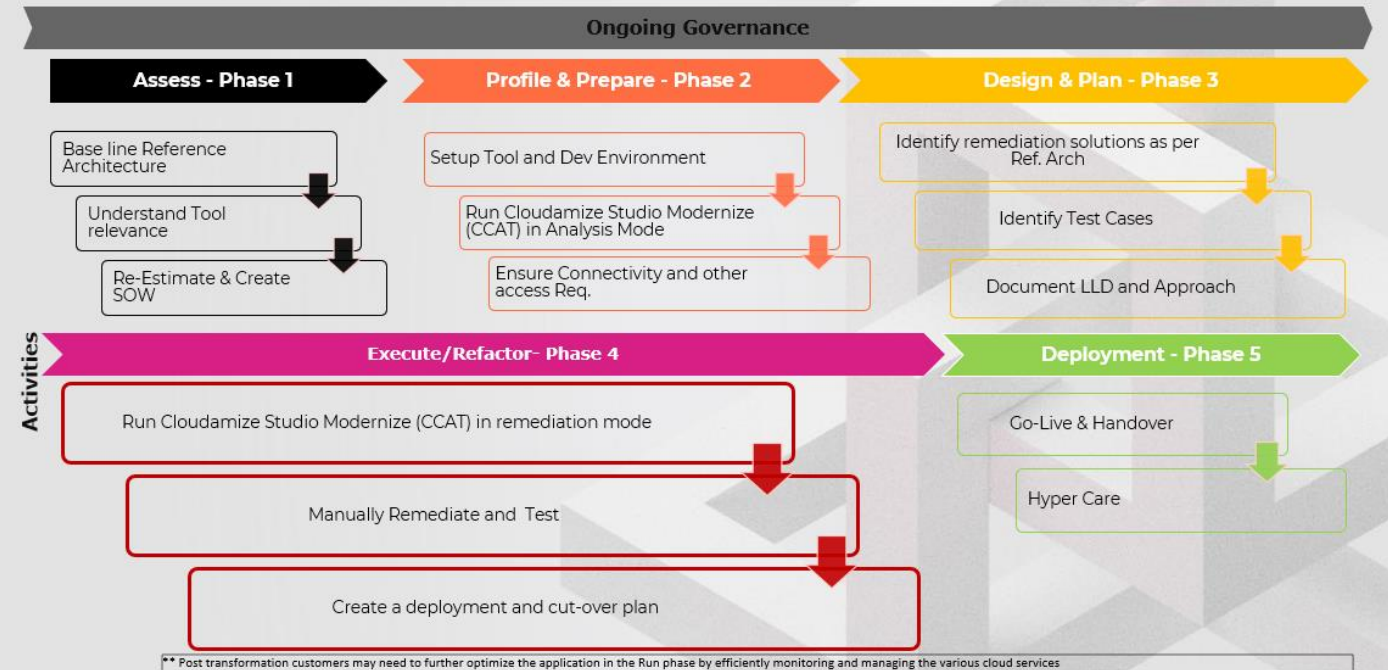 Ongoing Governance
Assess - Phase 1
Profile & Prepare - Phase 2
Design & Plan - Phase 3
Base line Reference
Architecture
Understand Tool
relevance
Re-Estimate & Create
SOW
Setup Tool and Dev Environment
Run Cloudamize Studio Modernize
(CCAT) in Analysis Mode
Ensure Connectivity and other
access Req.
Identify remediation solutions as per
Ref. Arch
Identify Test Cases
Document LLD and Approach
Activities
Execute/Refactor- Phase 4
Deployment - Phase 5
Run Cloudamize Studio Modernize (CCAT) in remediation mode
Manually Remediate and Test
Create a deployment and cut-over plan
Go-Live & Handover
Hyper Care
** Post transformation customers may need to further optimize the application in the Run phase by efficiently monitoring and managing the various cloud services